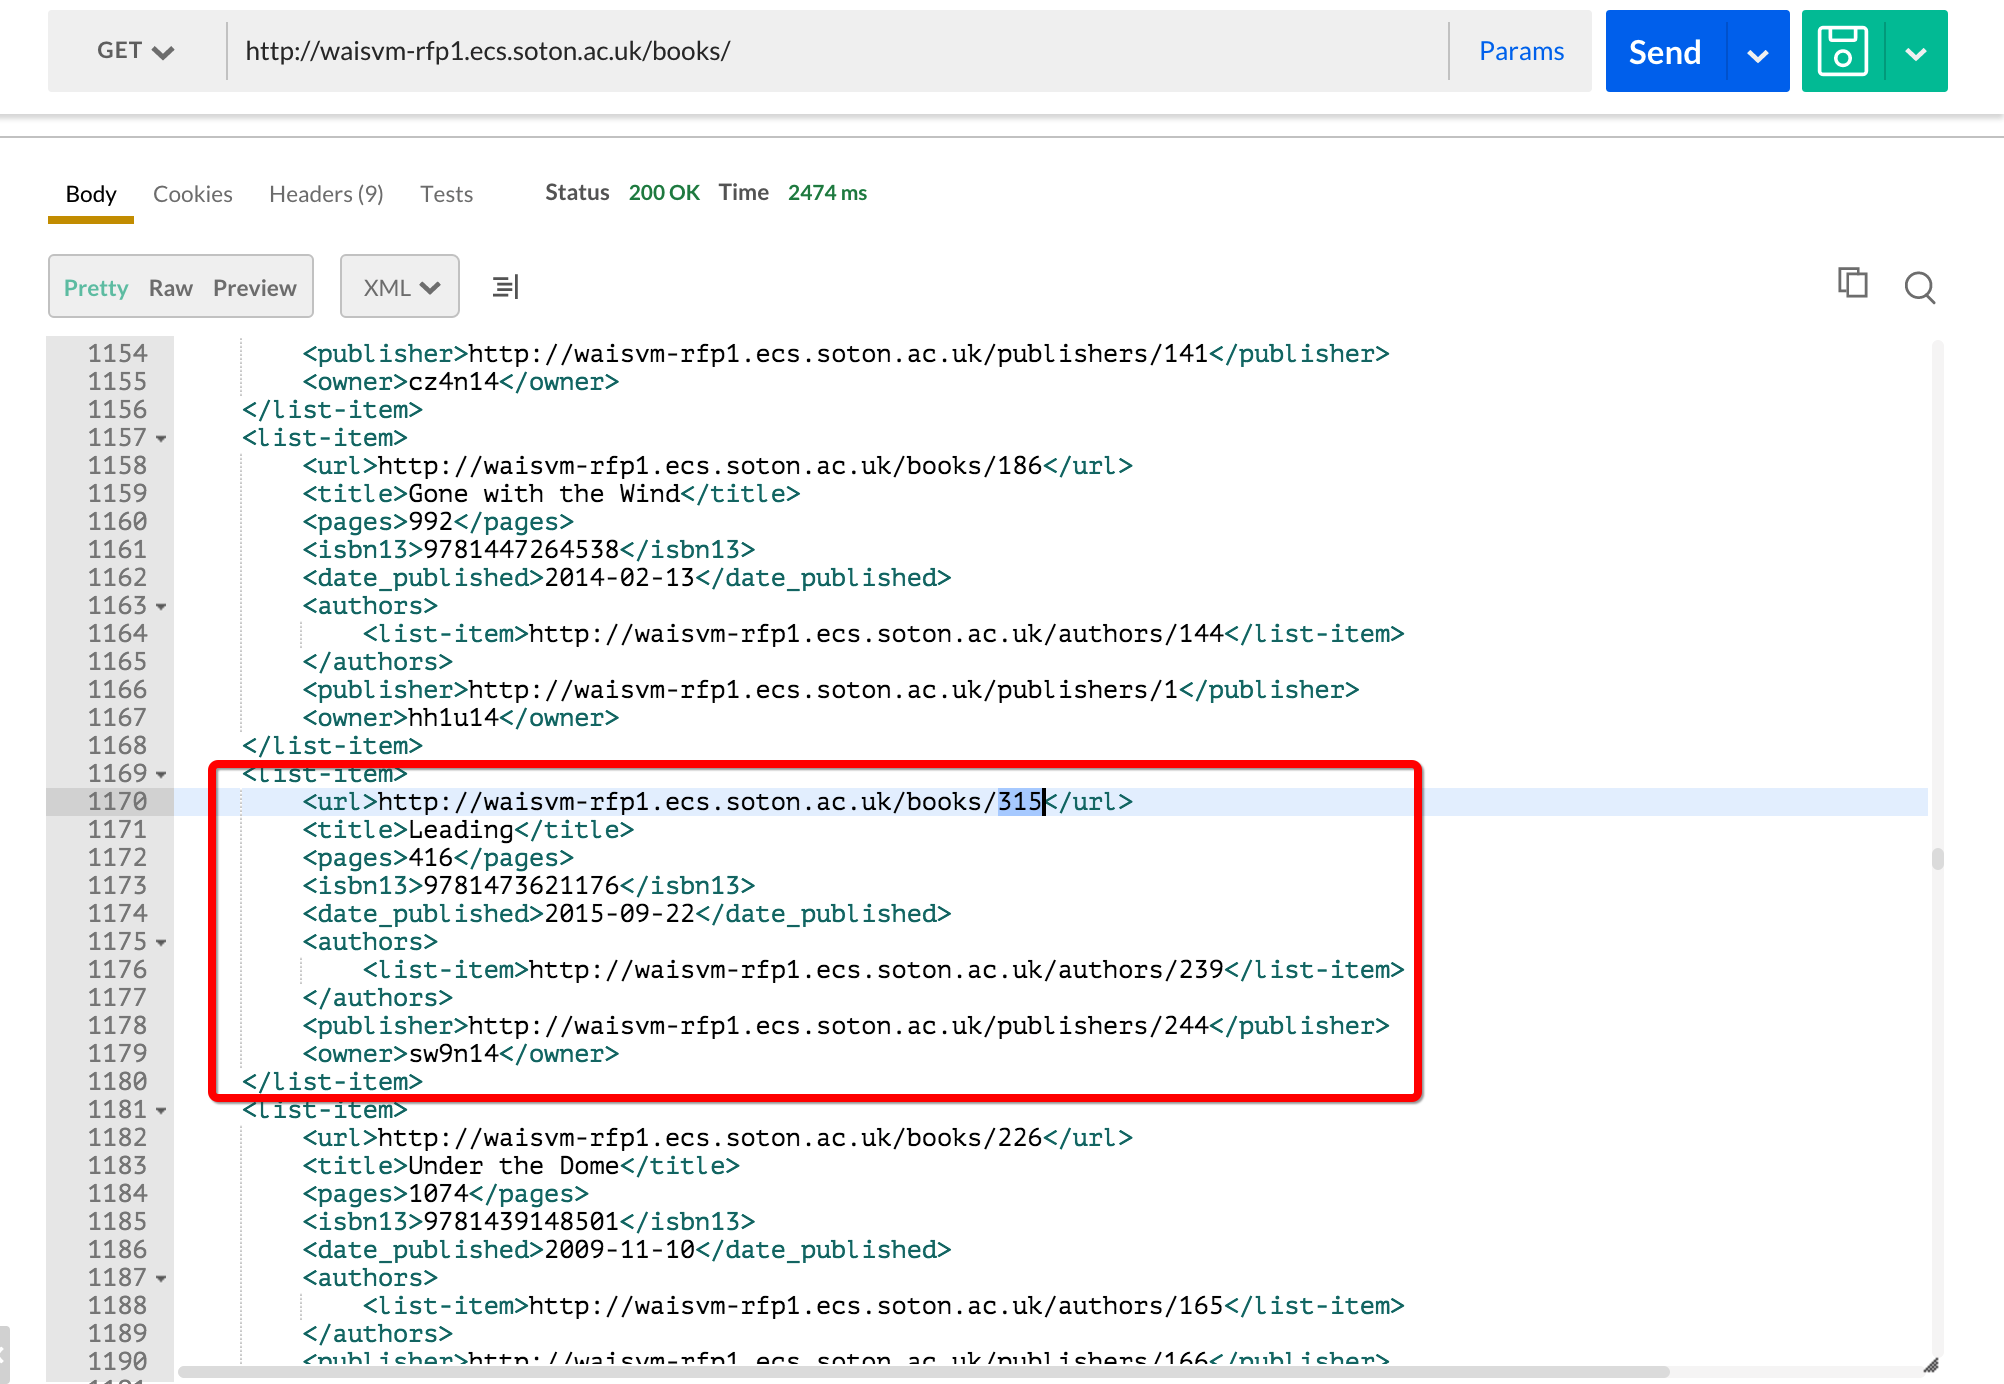 GET http://waisvm-rfp1.ecs.soton.ac.uk/books/ Params Send
Body Cookies Headers (9) Tests Status 200 OK Time 2474 ms
Pretty Raw Preview XML
1154 <publisher>http://waisvm-rfp1.ecs.soton.ac.uk/publishers/141</publisher>
1155 <owner>cz4n14</owner>
1156 </list-item>
1157 <list-item>
1158 <url>http://waisvm-rfp1.ecs.soton.ac.uk/books/186</url>
1159 <title>Gone with the Wind</title>
1160 <pages>992</pages>
1161 <isbn13>9781447264538</isbn13>
1162 <date_published>2014-02-13</date_published>
1163 <authors>
1164 <list-item>http://waisvm-rfp1.ecs.soton.ac.uk/authors/144</list-item>
1165 </authors>
1166 <publisher>http://waisvm-rfp1.ecs.soton.ac.uk/publishers/1</publisher>
1167 <owner>hh1u14</owner>
1168 </list-item>
1169 <list-item>
1170 <url>http://waisvm-rfp1.ecs.soton.ac.uk/books/315</url>
1171 <title>Leading</title>
1172 <pages>416</pages>
1173 <isbn13>9781473621176</isbn13>
1174 <date_published>2015-09-22</date_published>
1175 <authors>
1176 <list-item>http://waisvm-rfp1.ecs.soton.ac.uk/authors/239</list-item>
1177 </authors>
1178 <publisher>http://waisvm-rfp1.ecs.soton.ac.uk/publishers/244</publisher>
1179 <owner>sw9n14</owner>
1180 </list-item>
1181 <list-item>
1182 <url>http://waisvm-rfp1.ecs.soton.ac.uk/books/226</url>
1183 <title>Under the Dome</title>
1184 <pages>1074</pages>
1185 <isbn13>9781439148501</isbn13>
1186 <date_published>2009-11-10</date_published>
1187 <authors>
1188 <list-item>http://waisvm-rfp1.ecs.soton.ac.uk/authors/165</list-item>
1189 </authors>
1190 <publisher>http://waisvm-rfp1.ecs.soton.ac.uk/publishers/166</publisher>